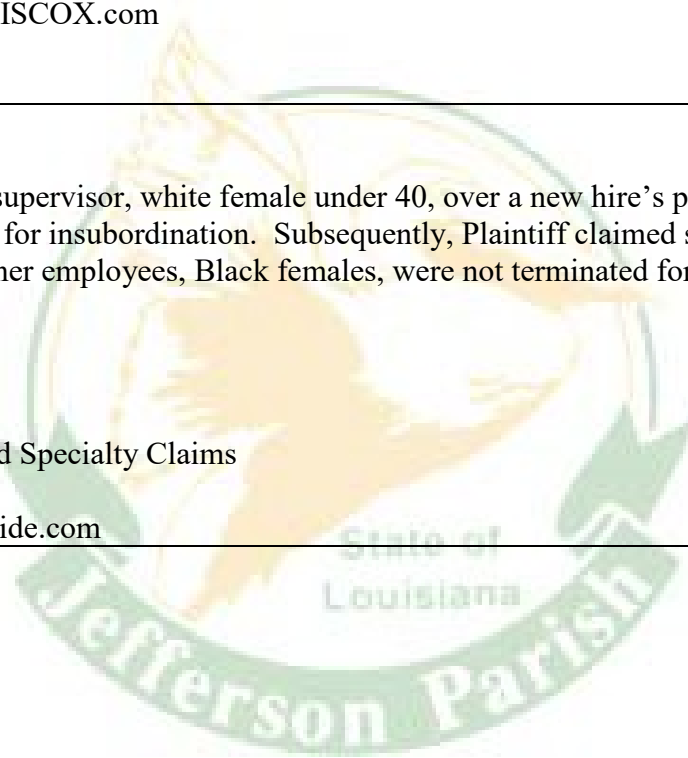 ISCOX.com
supervisor, white female under 40, over a new hire's p
for insubordination. Subsequently, Plaintiff claimed s
ner employees, Black females, were not terminated for
d Specialty Claims
ide.com
State of
Louisiana
Jefferson Parish